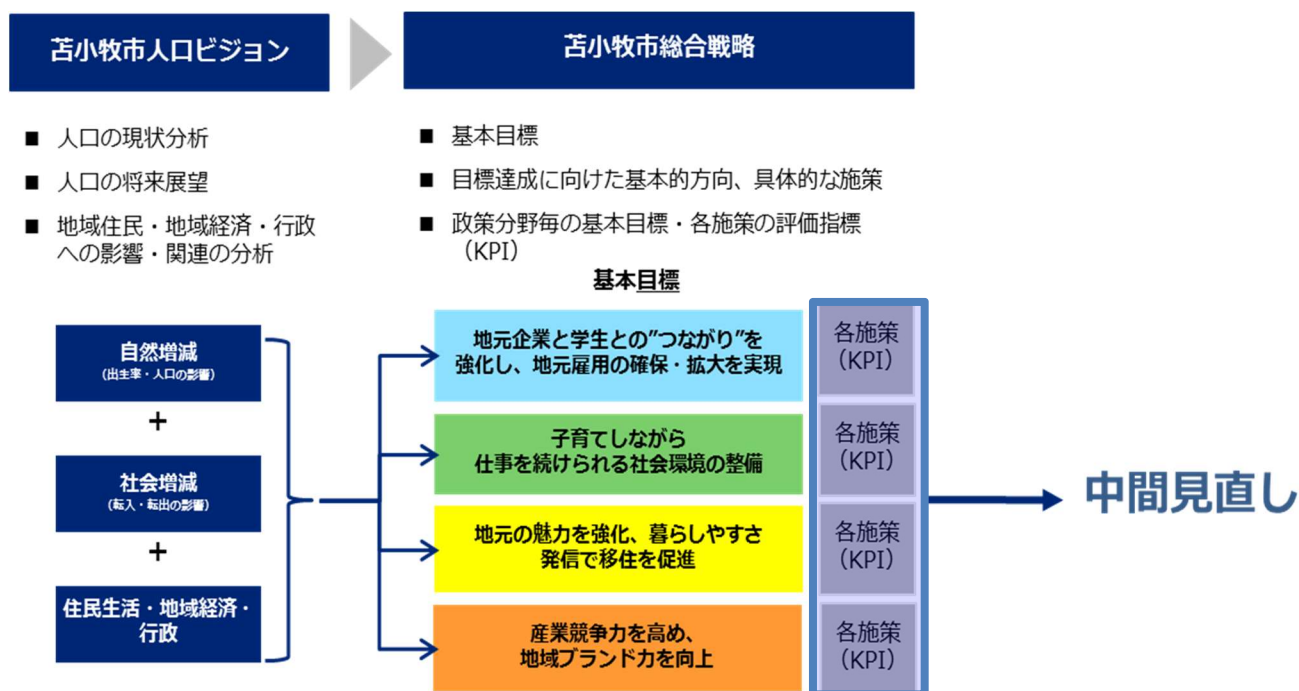 苫小牧市人口ビジョン
苫小牧市総合戦略
■ 人口の現状分析
■ 人口の将来展望
■ 地域住民・地域経済・行政
への影響・関連の分析
■ 基本目標
■ 目標達成に向けた基本的方向、具体的な施策
■ 政策分野毎の基本目標・各施策の評価指標
（KPI）
基本目標
自然増減
（出生率・人口の影響）
+
社会増減
（転入・転出の影響）
+
住民生活・地域経済・
行政
地元企業と学生との”つながり”を
強化し、地元雇用の確保・拡大を実現
各施策
（KPI）
子育てしながら
仕事を続けられる社会環境の整備
各施策
（KPI）
地元の魅力を強化、暮らしやすさ
発信で移住を促進
各施策
（KPI）
産業競争力を高め、
地域ブランド力を向上
各施策
（KPI）
中間見直し